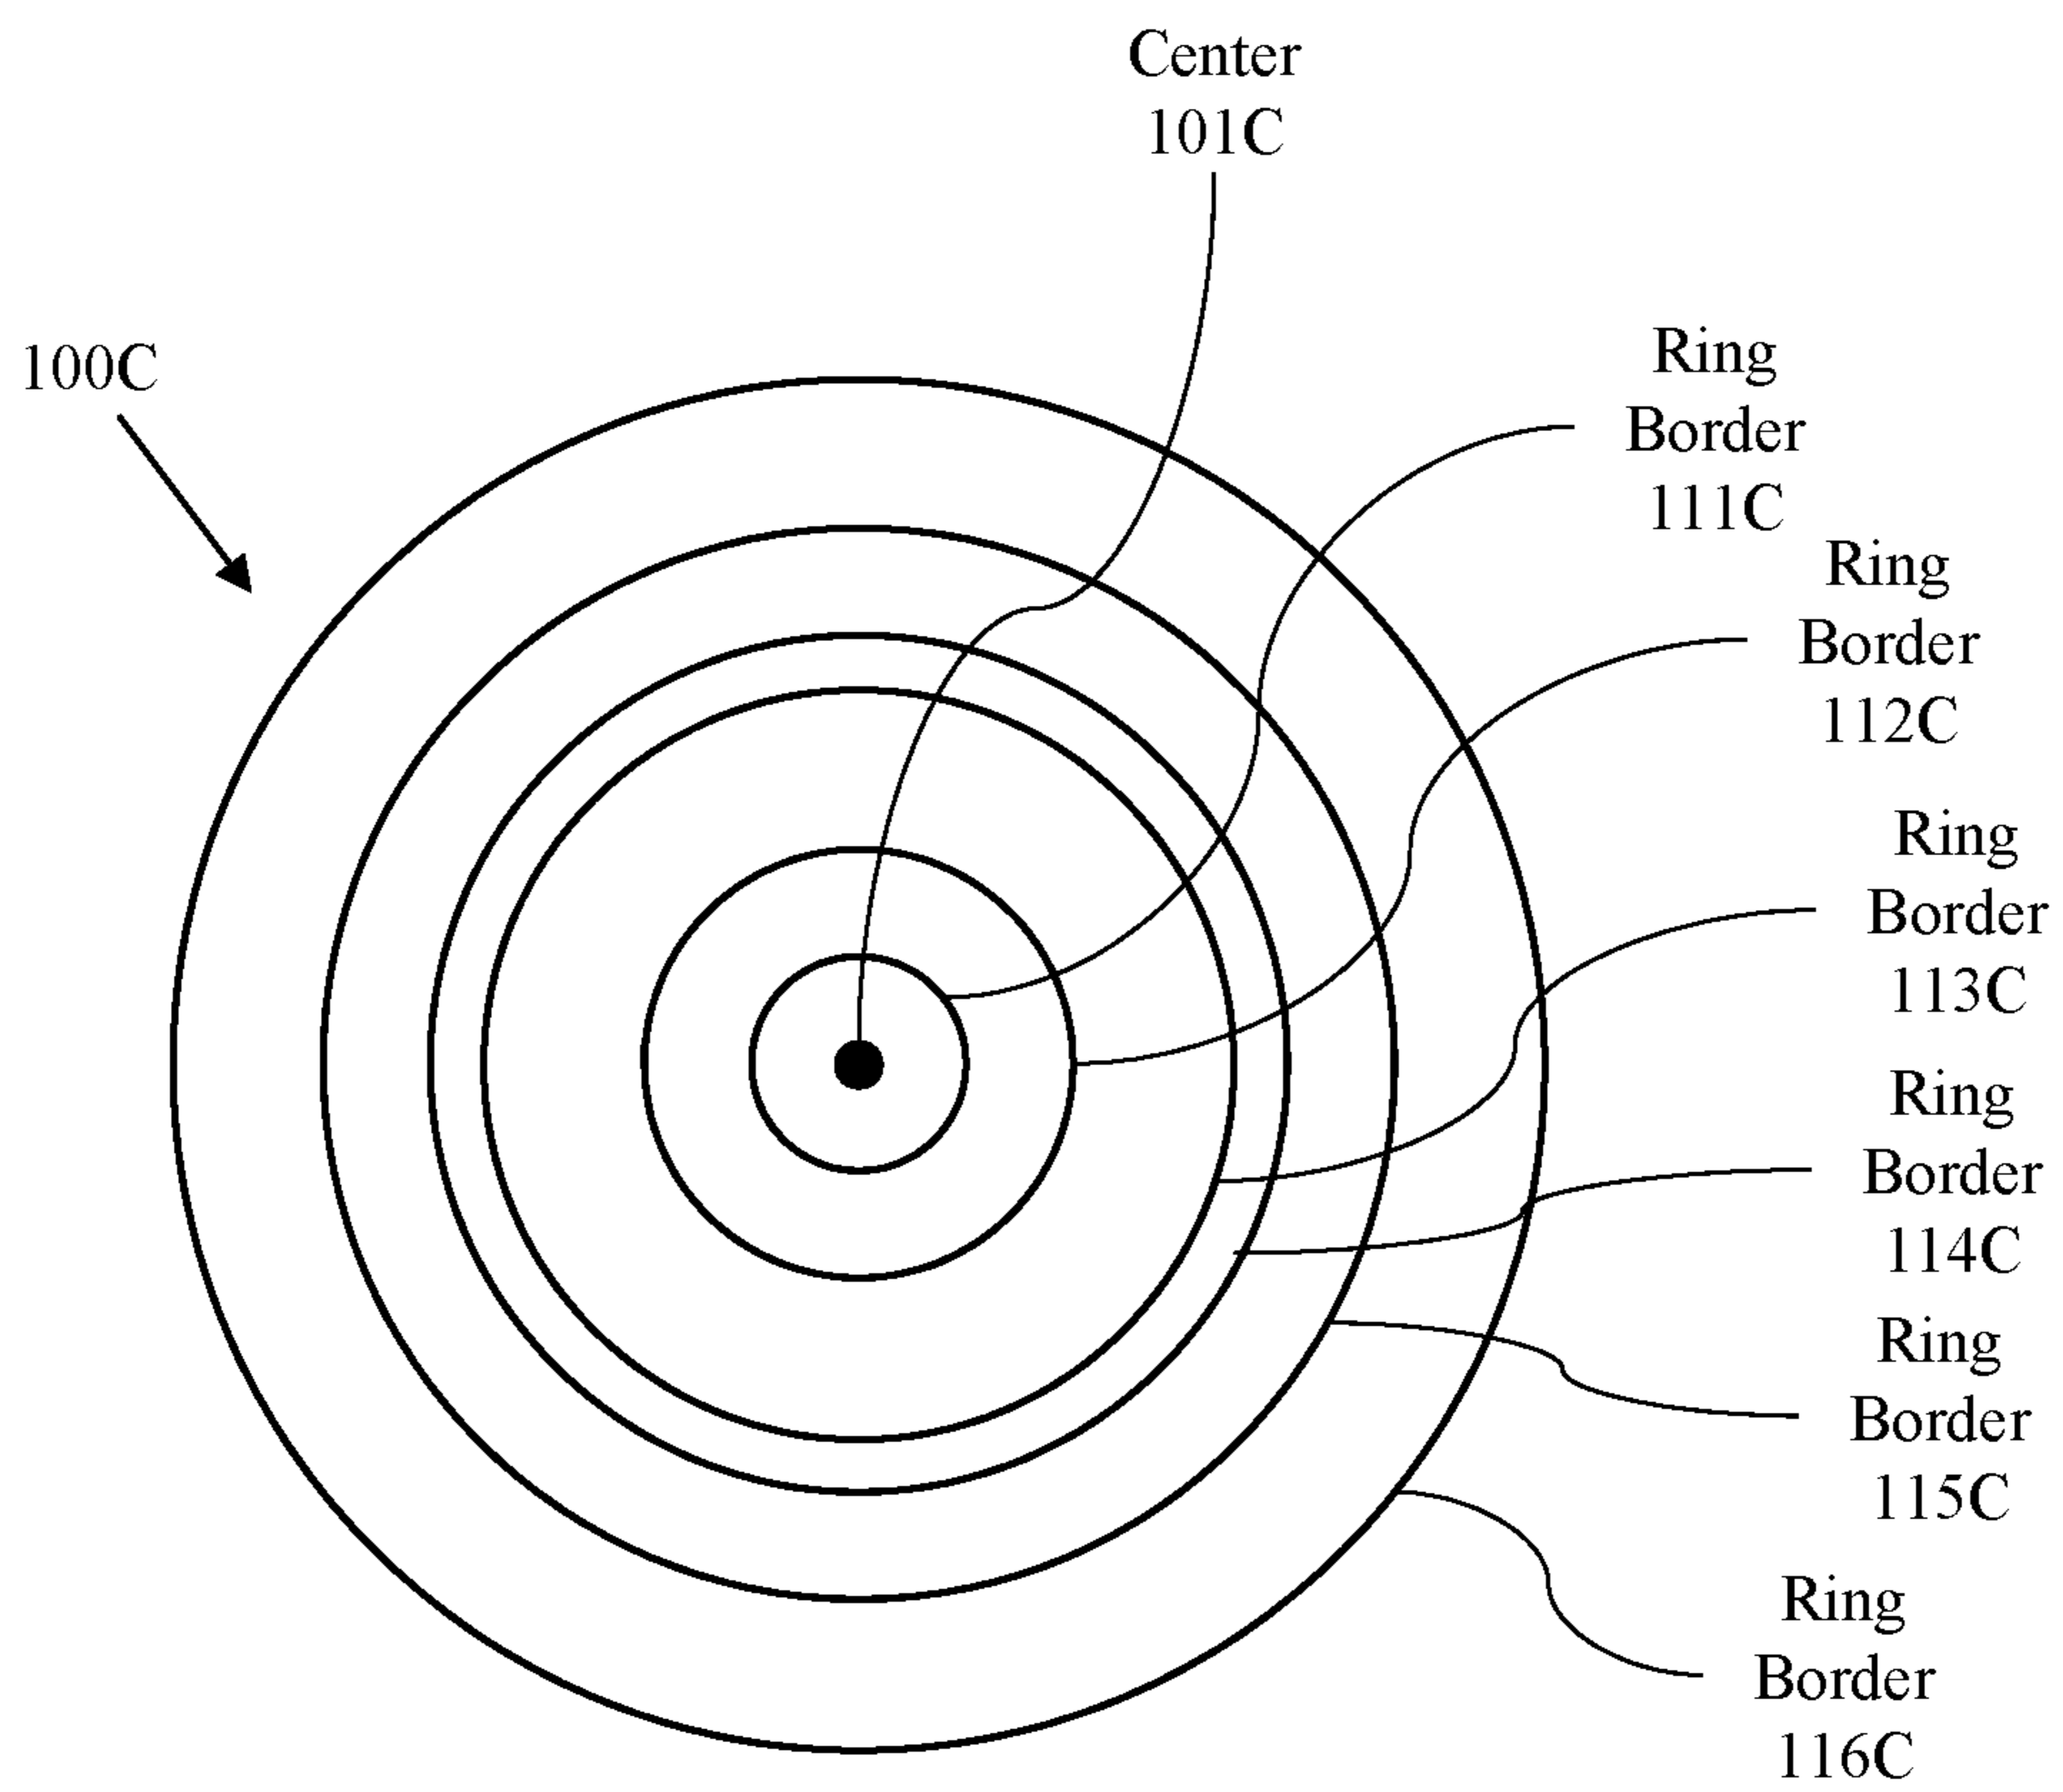 Center
101C
100C
Ring
Border
111C
Ring
Border
112C
Ring
Border
113C
Ring
Border
114C
Ring
Border
115C
Ring
Border
116C